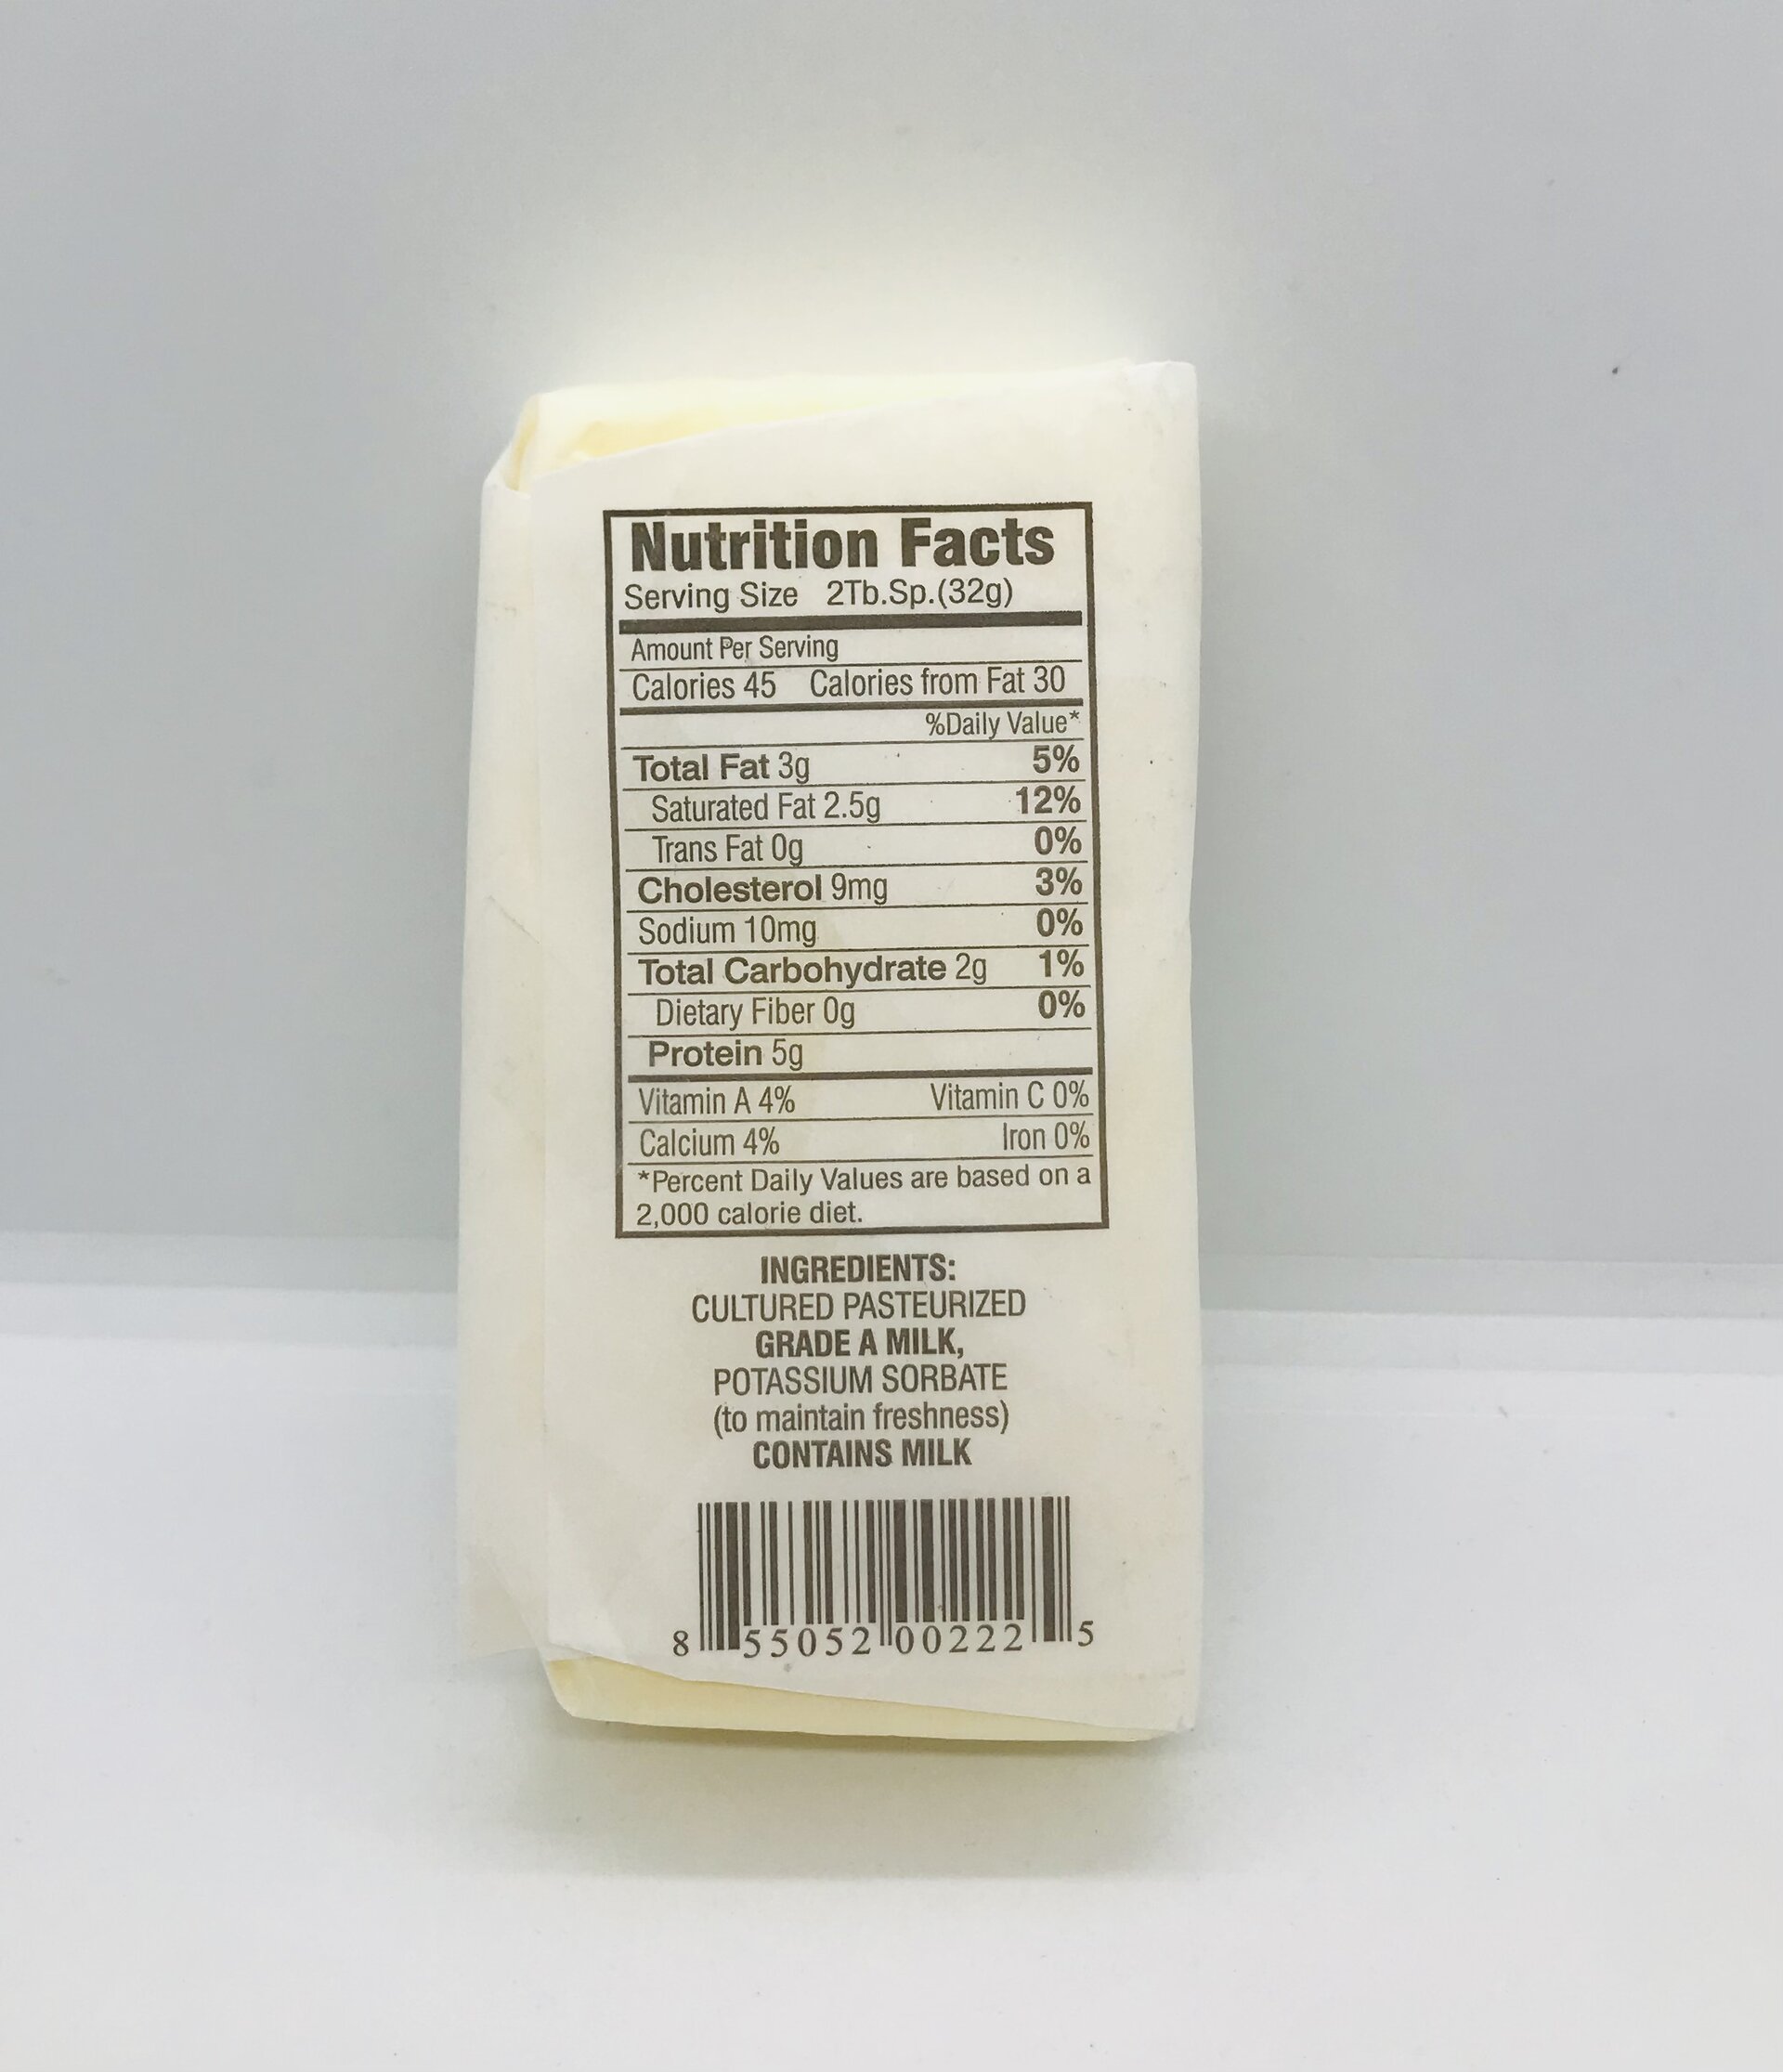 Nutrition Facts
Serving Size 2Tb.Sp.(32g)
Amount Per Serving
Calories 45 Calories from Fat 30
%Daily Value*
Total Fat 3g 5%
Saturated Fat 2.5g 12%
Trans Fat 0g 0%
Cholesterol 9mg 3%
Sodium 10mg 0%
Total Carbohydrate 2g 1%
Dietary Fiber 0g 0%
Protein 5g
Vitamin A 4% Vitamin C 0%
Calcium 4% Iron 0%
*Percent Daily Values are based on a
2,000 calorie diet.
INGREDIENTS:
CULTURED PASTEURIZED
GRADE A MILK,
POTASSIUM SORBATE
(to maintain freshness)
CONTAINS MILK
8 55052 00222 5